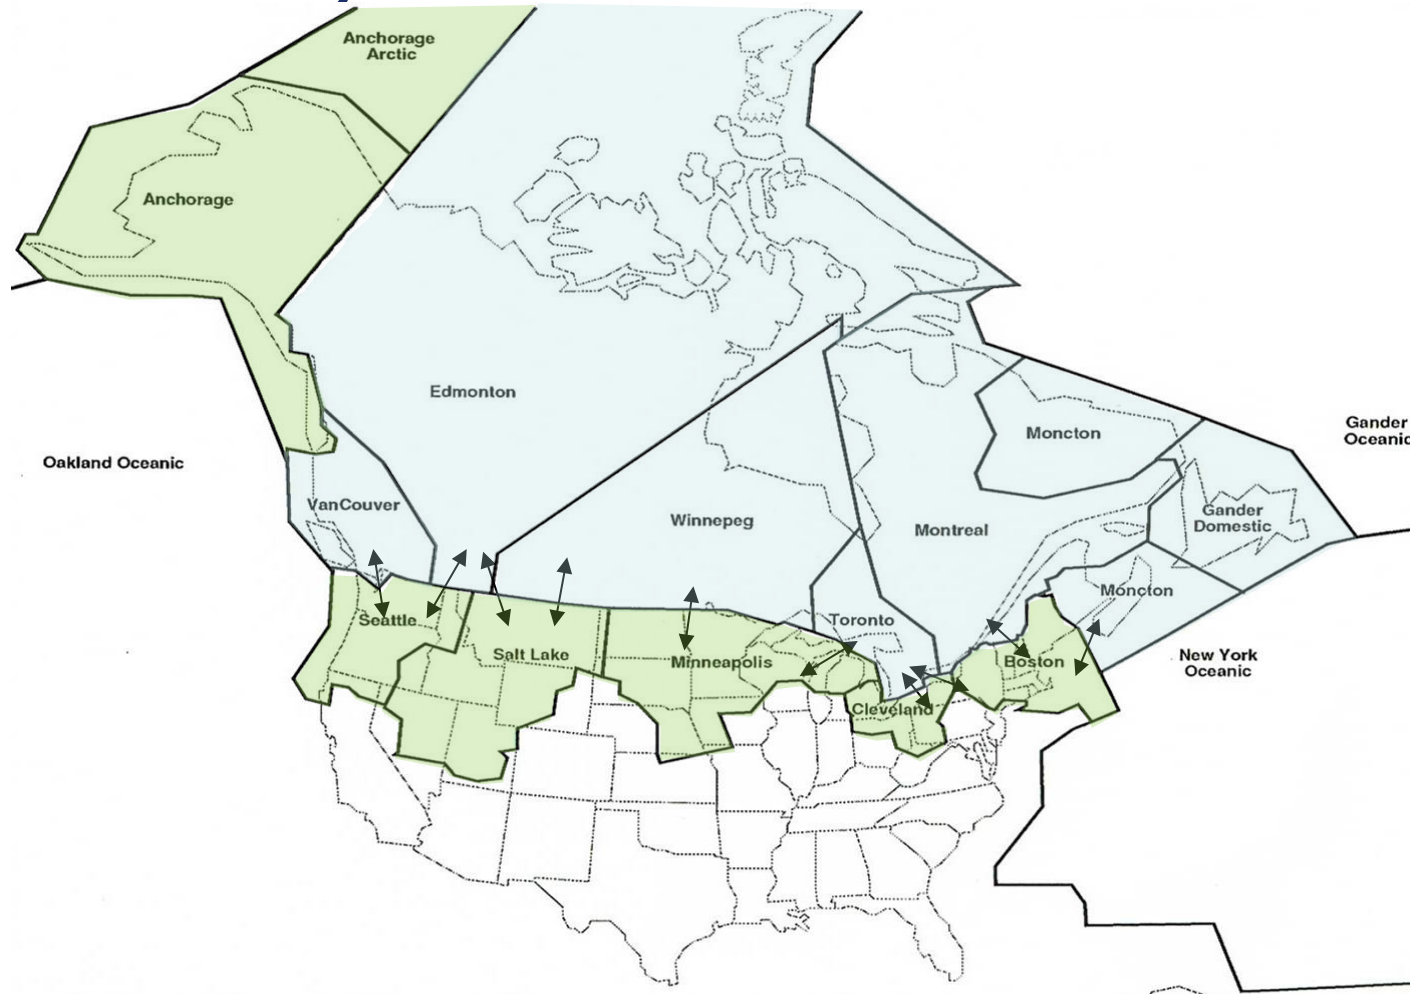 Anchorage
Arctic
Anchorage
Edmonton
Moncton
Gander
Oceanic
Oakland Oceanic
VanCouver
Winnepeg
Montreal
Gander
Domestic
Moncton
Seattle
Toronto
Salt Lake
Minneapolis
Boston
New York
Oceanic
Cleveland